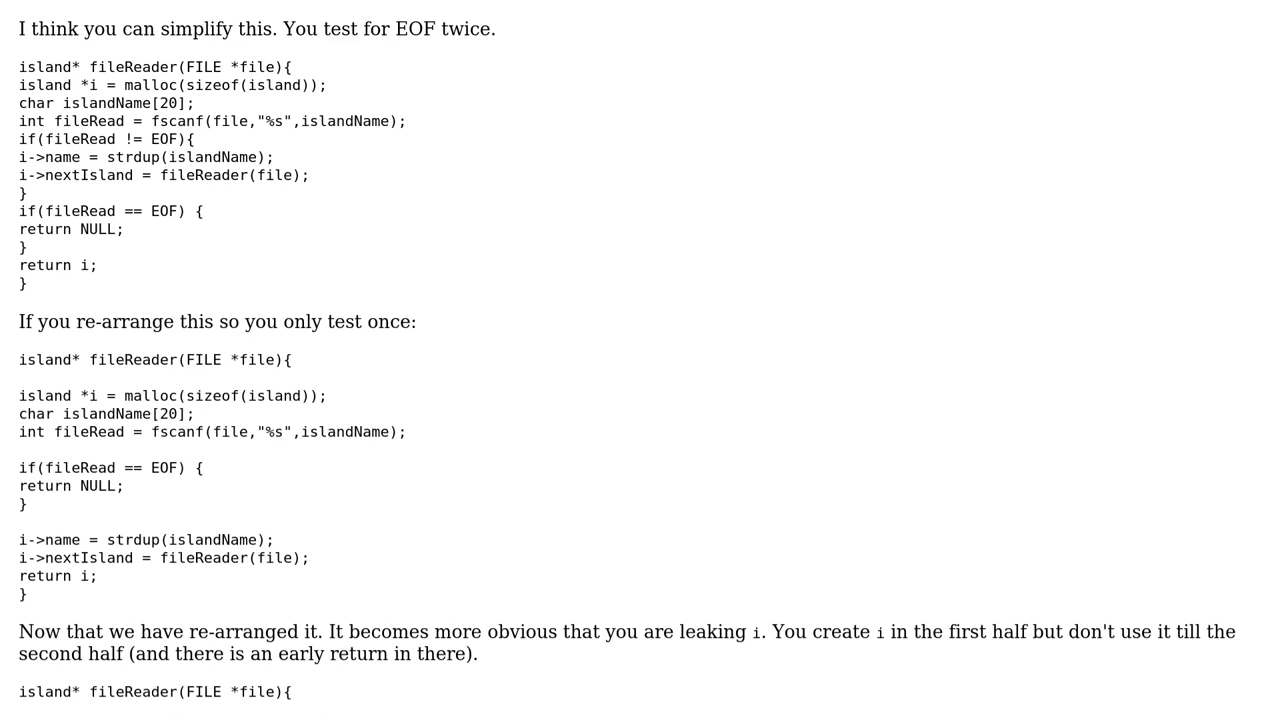 I think you can simplify this. You test for EOF twice.
island* fileReader(FILE *file){
island *i = malloc(sizeof(island));
char islandName[20];
int fileRead = fscanf(file,"%s",islandName);
if(fileRead != EOF){
i->name = strdup(islandName);
i->nextIsland = fileReader(file);
}
if(fileRead == EOF) {
return NULL;
}
return i;
}
If you re-arrange this so you only test once:
island* fileReader(FILE *file){
island *i = malloc(sizeof(island));
char islandName[20];
int fileRead = fscanf(file,"%s",islandName);
if(fileRead == EOF) {
return NULL;
}
i->name = strdup(islandName);
i->nextIsland = fileReader(file);
return i;
}
Now that we have re-arranged it. It becomes more obvious that you are leaking i. You create i in the first half but don't use it till the
second half (and there is an early return in there).
island* fileReader(FILE *file){